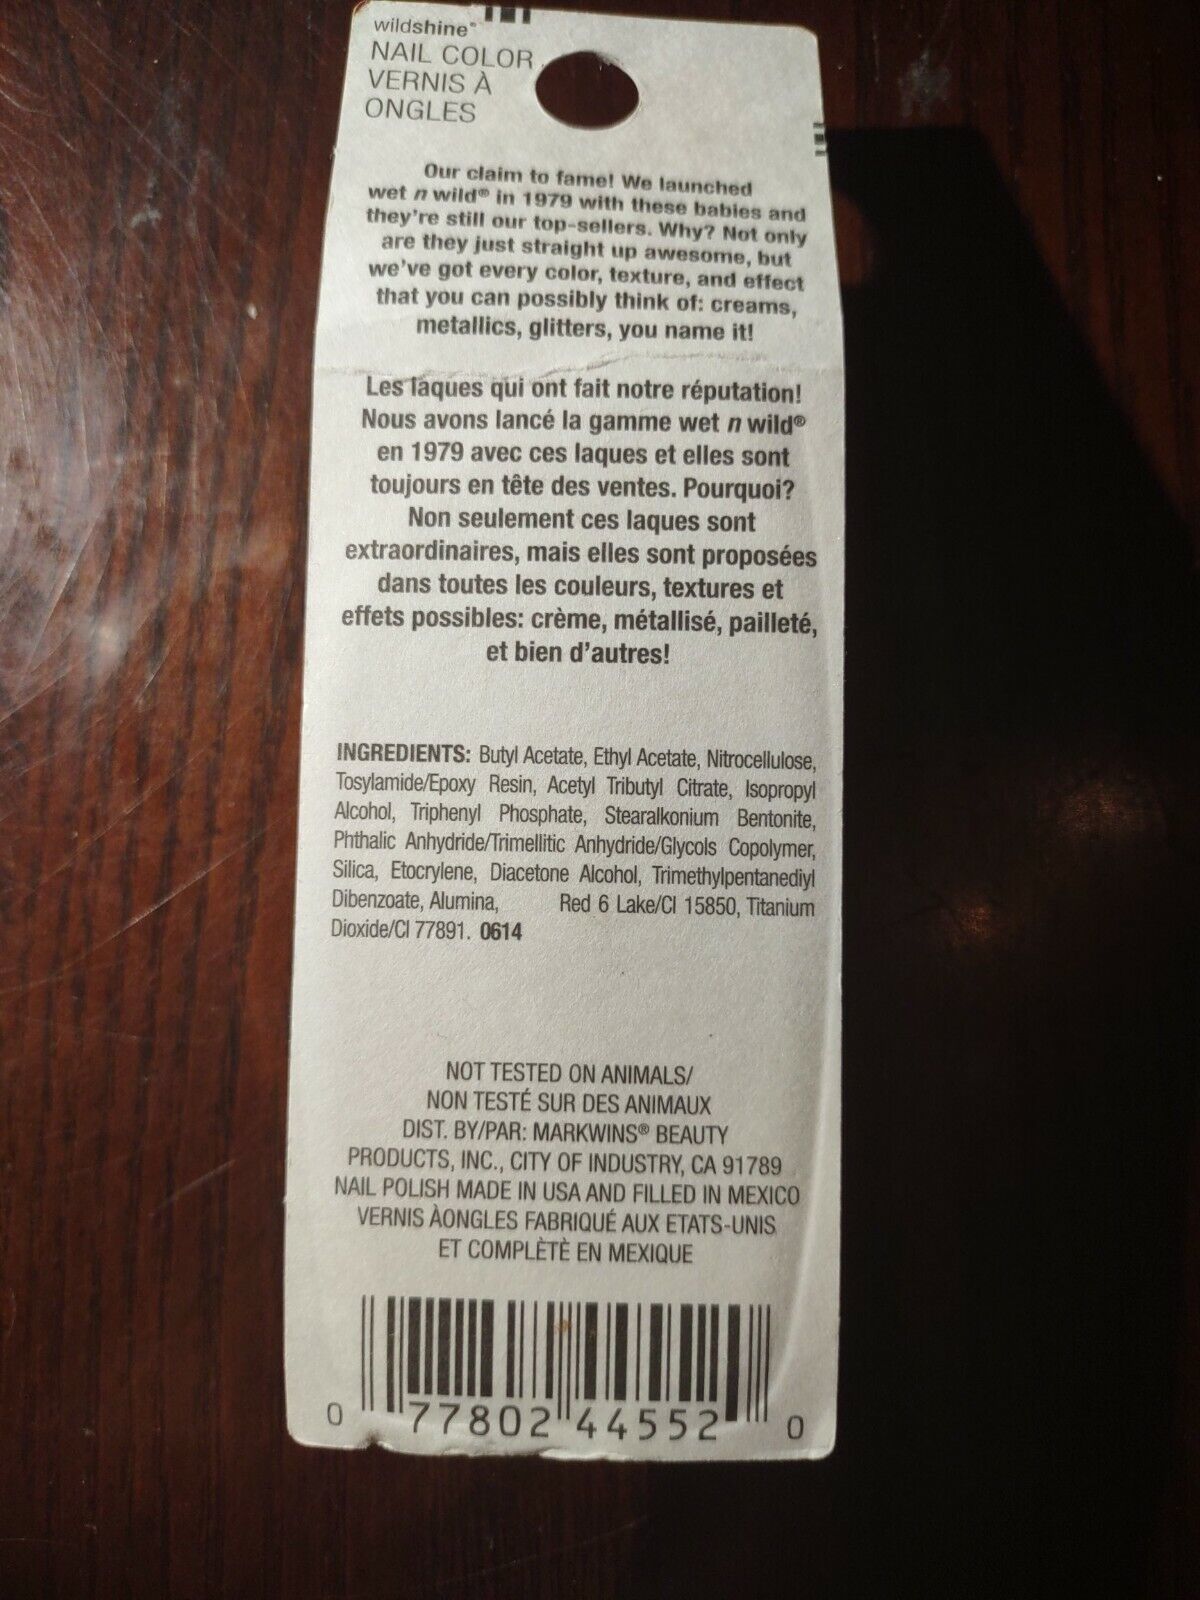 wildshine®
NAIL COLOR
VERNIS À
ONGLES
Our claim to fame! We launched
wet n wild® in 1979 with these babies and
they're still our top-sellers. Why? Not only
are they just straight up awesome, but
we've got every color, texture, and effect
that you can possibly think of: creams,
metallics, glitters, you name it!
Les laques qui ont fait notre réputation!
Nous avons lancé la gamme wet n wild®
en 1979 avec ces laques et elles sont
toujours en tête des ventes. Pourquoi?
Non seulement ces laques sont
extraordinaires, mais elles sont proposées
dans toutes les couleurs, textures et
effets possibles: crème, métallisé, pailleté,
et bien d'autres!
INGREDIENTS: Butyl Acetate, Ethyl Acetate, Nitrocellulose,
Tosylamide/Epoxy Resin, Acetyl Tributyl Citrate, Isopropyl
Alcohol, Triphenyl Phosphate, Stearalkonium Bentonite,
Phthalic Anhydride/Trimellitic Anhydride/Glycols Copolymer,
Silica, Etocrylene, Diacetone Alcohol, Trimethylpentanediyl
Dibenzoate, Alumina, Red 6 Lake/CI 15850, Titanium
Dioxide/CI 77891. 0614
NOT TESTED ON ANIMALS/
NON TESTÉ SUR DES ANIMAUX
DIST. BY/PAR: MARKWINS® BEAUTY
PRODUCTS, INC., CITY OF INDUSTRY, CA 91789
NAIL POLISH MADE IN USA AND FILLED IN MEXICO
VERNIS ÀONGLES FABRIQUÉ AUX ETATS-UNIS
ET COMPLÈTÈ EN MEXIQUE
0 77802 44552 0